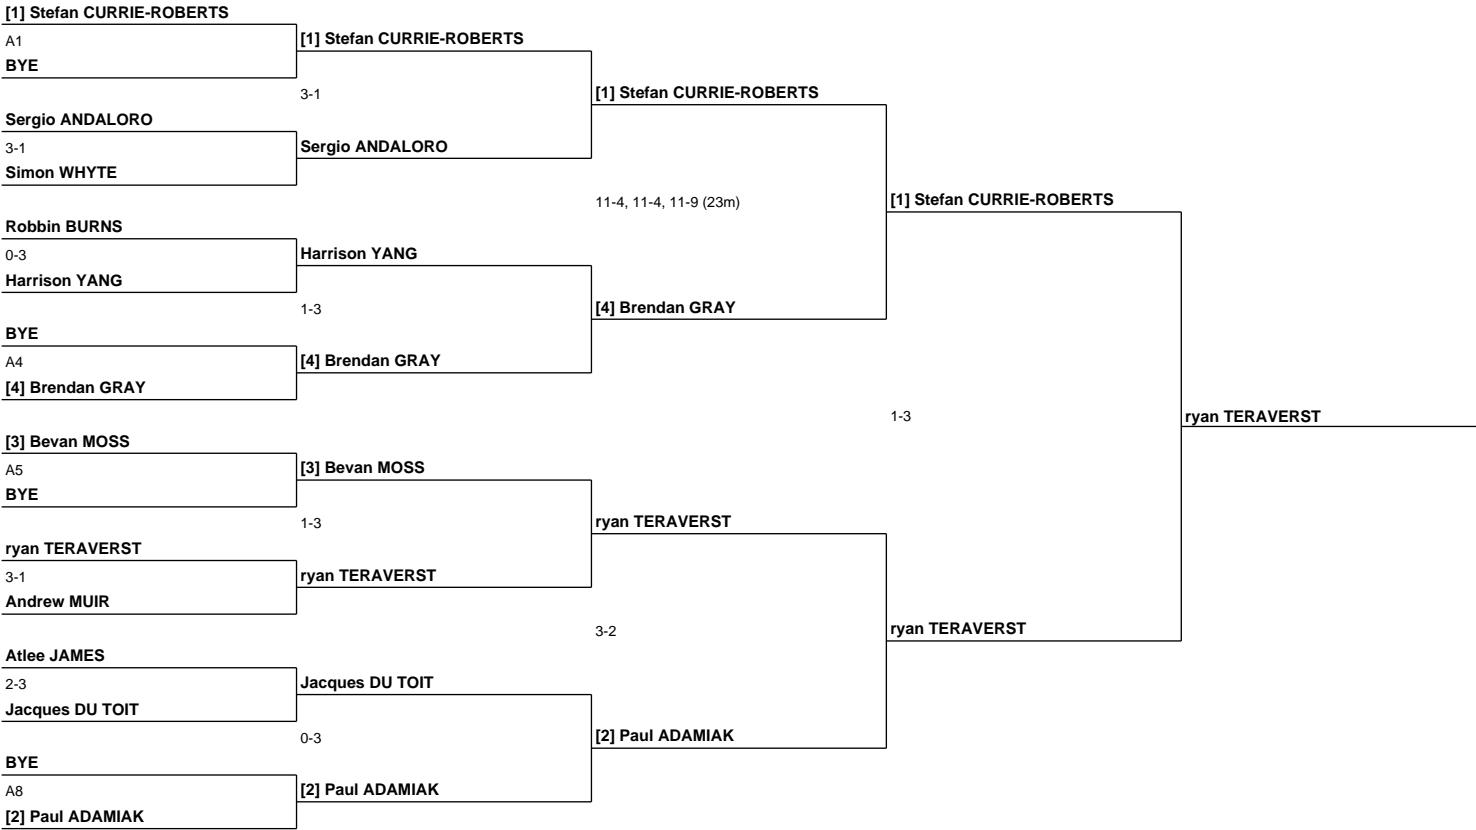 [1] Stefan CURRIE-ROBERTS
A1
BYE
Sergio ANDALORO
3-1
Simon WHYTE
Robbin BURNS
0-3
Harrison YANG
BYE
A4
[4] Brendan GRAY
[3] Bevan MOSS
A5
BYE
ryan TERAVERST
3-1
Andrew MUIR
Atlee JAMES
2-3
Jacques DU TOIT
BYE
A8
[2] Paul ADAMIAK
[1] Stefan CURRIE-ROBERTS
3-1
Sergio ANDALORO
Harrison YANG
1-3
[4] Brendan GRAY
[3] Bevan MOSS
1-3
ryan TERAVERST
Jacques DU TOIT
0-3
[2] Paul ADAMIAK
[1] Stefan CURRIE-ROBERTS
11-4, 11-4, 11-9 (23m)
[4] Brendan GRAY
ryan TERAVERST
3-2
[2] Paul ADAMIAK
[1] Stefan CURRIE-ROBERTS
1-3
ryan TERAVERST
ryan TERAVERST